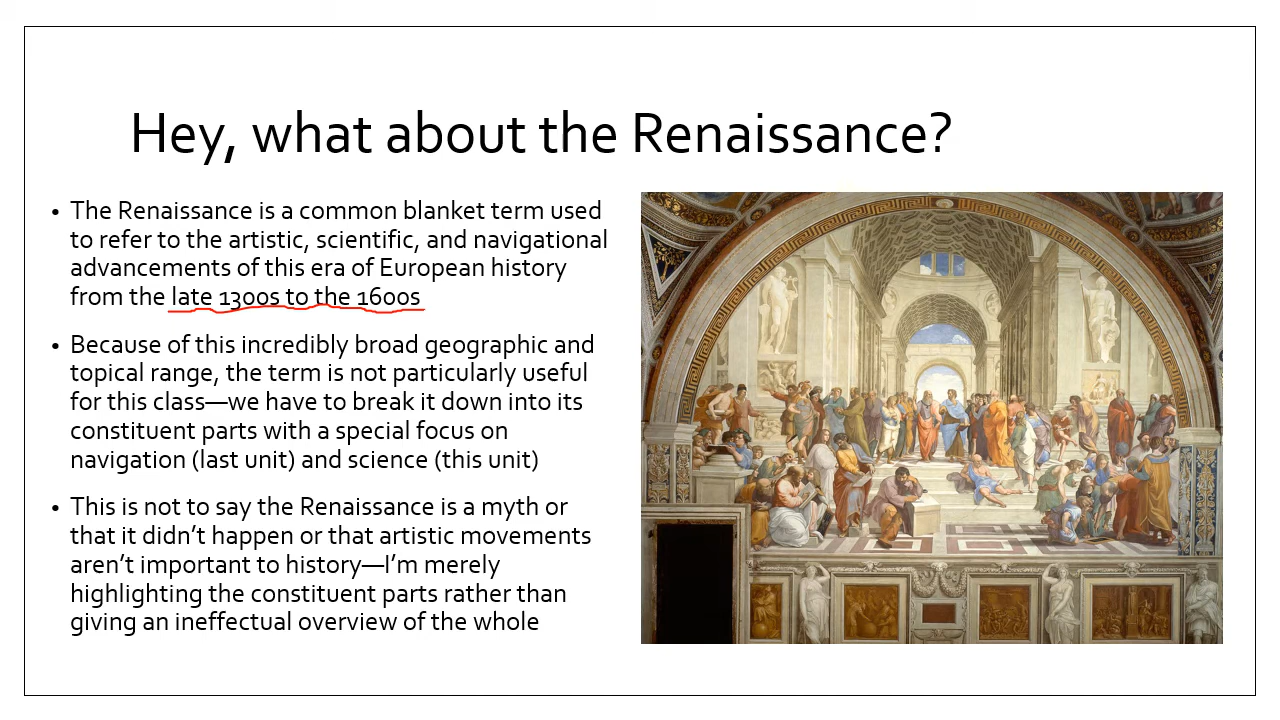 Hey, what about the Renaissance?
• The Renaissance is a common blanket term used
to refer to the artistic, scientific, and navigational
advancements of this era of European history
from the late 1300s to the 1600s
• Because of this incredibly broad geographic and
topical range, the term is not particularly useful
for this class—we have to break it down into its
constituent parts with a special focus on
navigation (last unit) and science (this unit)
• This is not to say the Renaissance is a myth or
that it didn’t happen or that artistic movements
aren’t important to history—I’m merely
highlighting the constituent parts rather than
giving an ineffectual overview of the whole